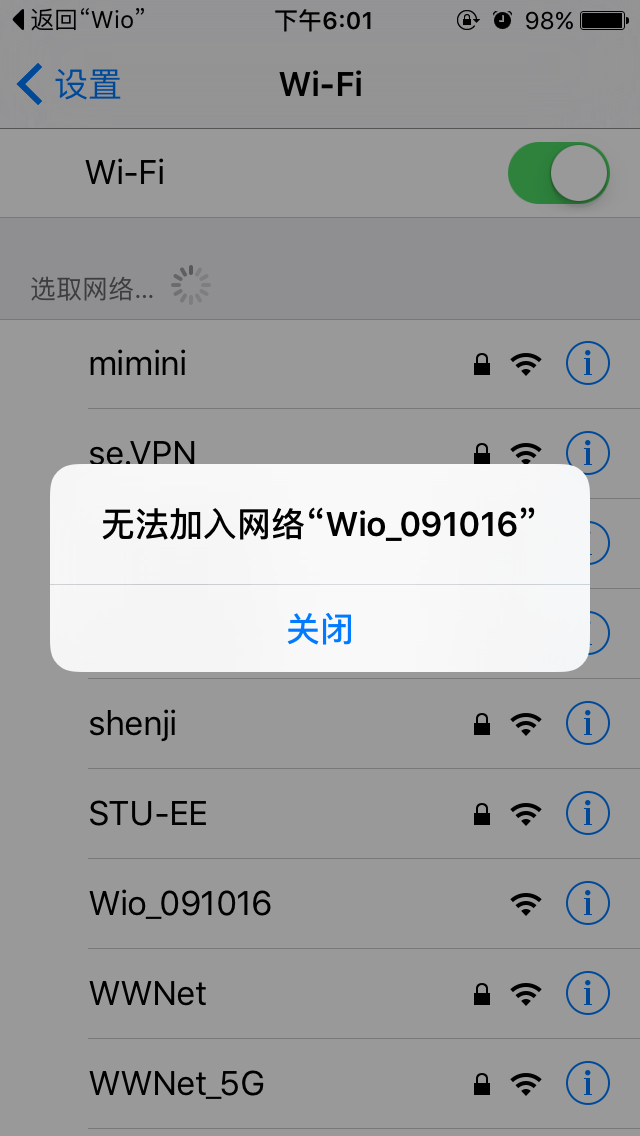 返回“Wio” 下午6:01 98%
设置 Wi-Fi
Wi-Fi
选取网络...
mimini
se.VPN
无法加入网络“Wio_091016”
关闭
shenji
STU-EE
Wio_091016
WWNet
WWNet_5G